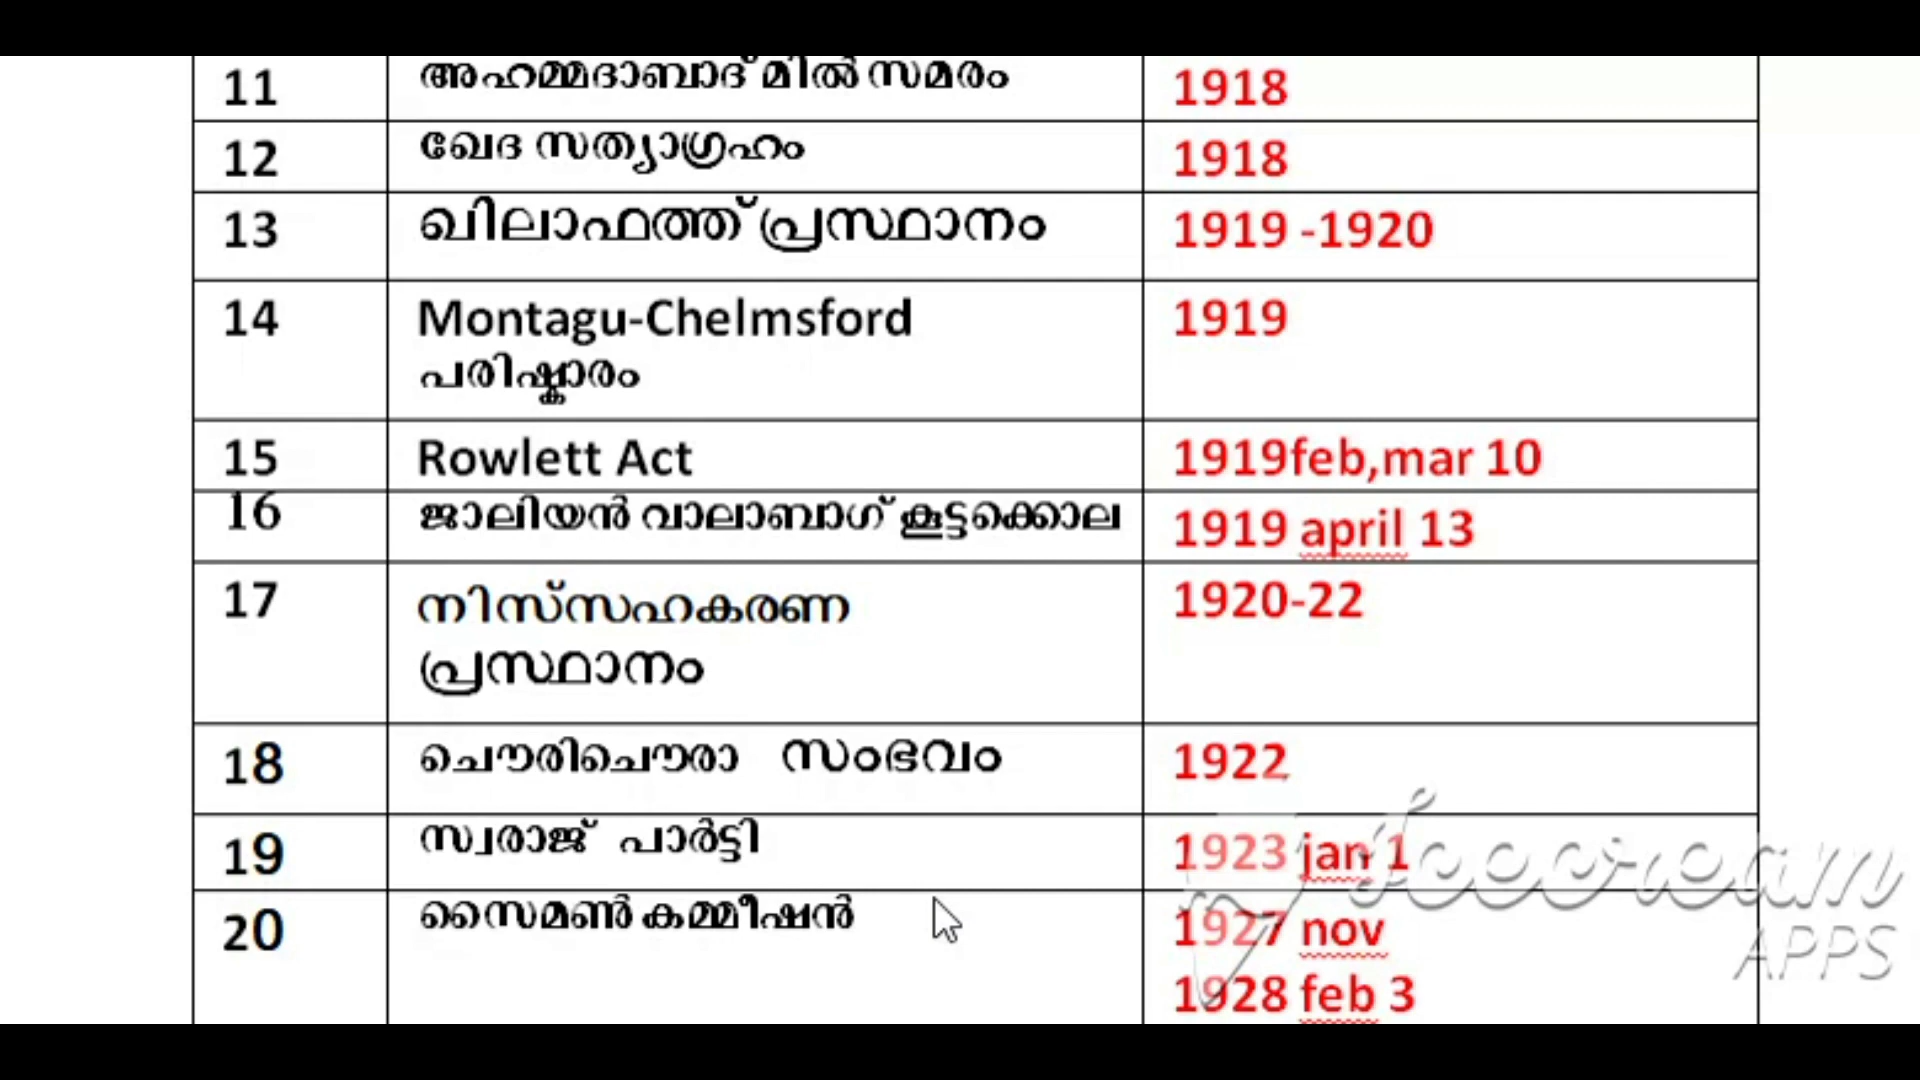 11 അഹമ്മദാബാദ് മിൽ സമരം 1918
12 ഖേദ സത്യാഗ്രഹം 1918
13 ഖിലാഫത്ത് പ്രസ്ഥാനം 1919 -1920
14 Montagu-Chelmsford 1919
പരിഷ്കാരം
15 Rowlett Act 1919feb,mar 10
16 ജാലിയൻ വാലാബാഗ് കൂട്ടക്കൊല 1919 april 13
17 നിസ്സഹകരണ 1920-22
പ്രസ്ഥാനം
18 ചൌരിചൌരാ സംഭവം 1922
19 സ്വരാജ് പാർട്ടി 1923 jan 1
20 സൈമൺ കമ്മീഷൻ 1927 nov
1928 feb 3
APPS